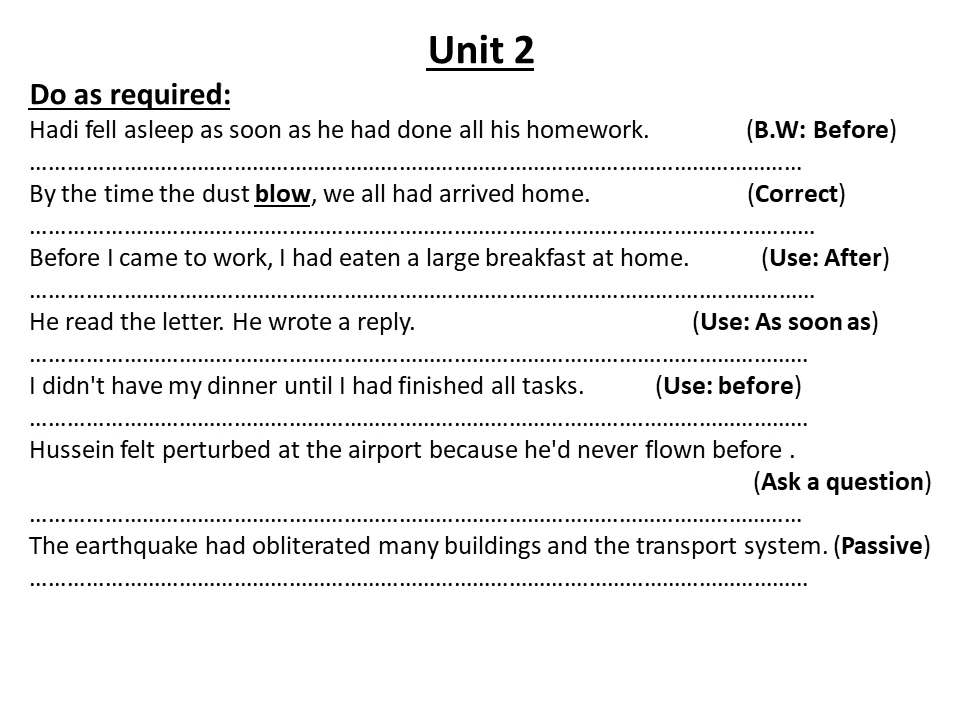 Unit 2
Do as required:
Hadi fell asleep as soon as he had done all his homework. (B.W: Before)
………………………………………………………………………………………………………………
By the time the dust blow, we all had arrived home. (Correct)
………………………………………………………………………………………………………………
Before I came to work, I had eaten a large breakfast at home. (Use: After)
………………………………………………………………………………………………………………
He read the letter. He wrote a reply. (Use: As soon as)
………………………………………………………………………………………………………………
I didn't have my dinner until I had finished all tasks. (Use: before)
………………………………………………………………………………………………………………
Hussein felt perturbed at the airport because he'd never flown before .
(Ask a question)
………………………………………………………………………………………………………………
The earthquake had obliterated many buildings and the transport system. (Passive)
………………………………………………………………………………………………………………